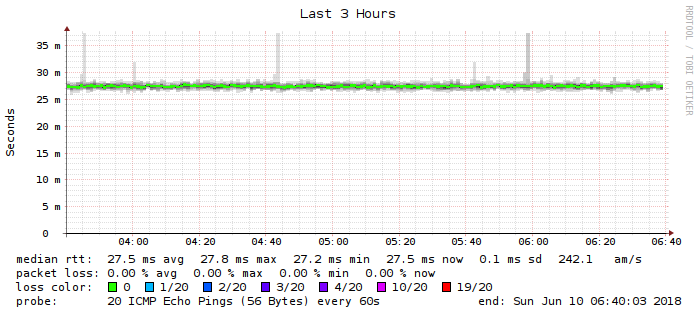 Last 3 Hours
RRDTOOL / TOBI OETIKER
Seconds
35 m
30 m
25 m
20 m
15 m
10 m
5 m
0
04:00 04:20 04:40 05:00 05:20 05:40 06:00 06:20 06:40
median rtt: 27.5 ms avg 27.8 ms max 27.2 ms min 27.5 ms now 0.1 ms sd 242.1 am/s
packet loss: 0.00 % avg 0.00 % max 0.00 % min 0.00 % now
loss color: 0 1/20 2/20 3/20 4/20 10/20 19/20
probe: 20 ICMP Echo Pings (56 Bytes) every 60s end: Sun Jun 10 06:40:03 2018